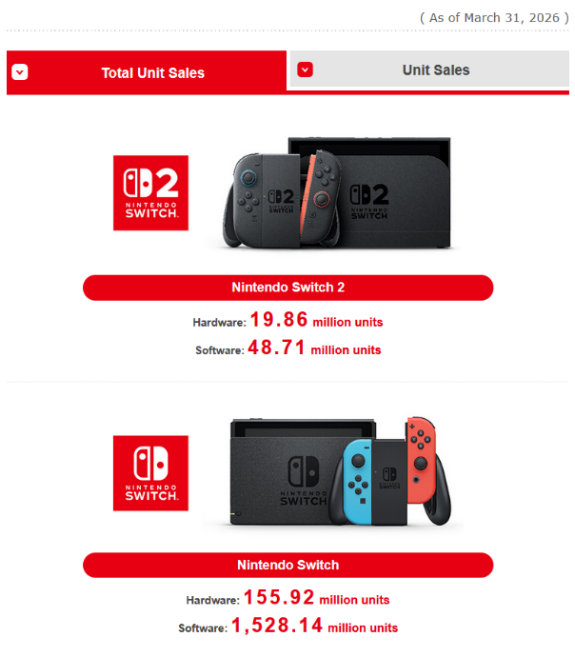 ( As of March 31, 2026 )
Total Unit Sales
Unit Sales
2
NINTENDO
SWITCH.
2
SWITCH
2
NINTENDO
SWITCH
Nintendo Switch 2
Hardware: 19.86 million units
Software: 48.71 million units
NINTENDO
SWITCH.
NINTENDO
SWITCH
Nintendo Switch
Hardware: 155.92 million units
Software: 1,528.14 million units